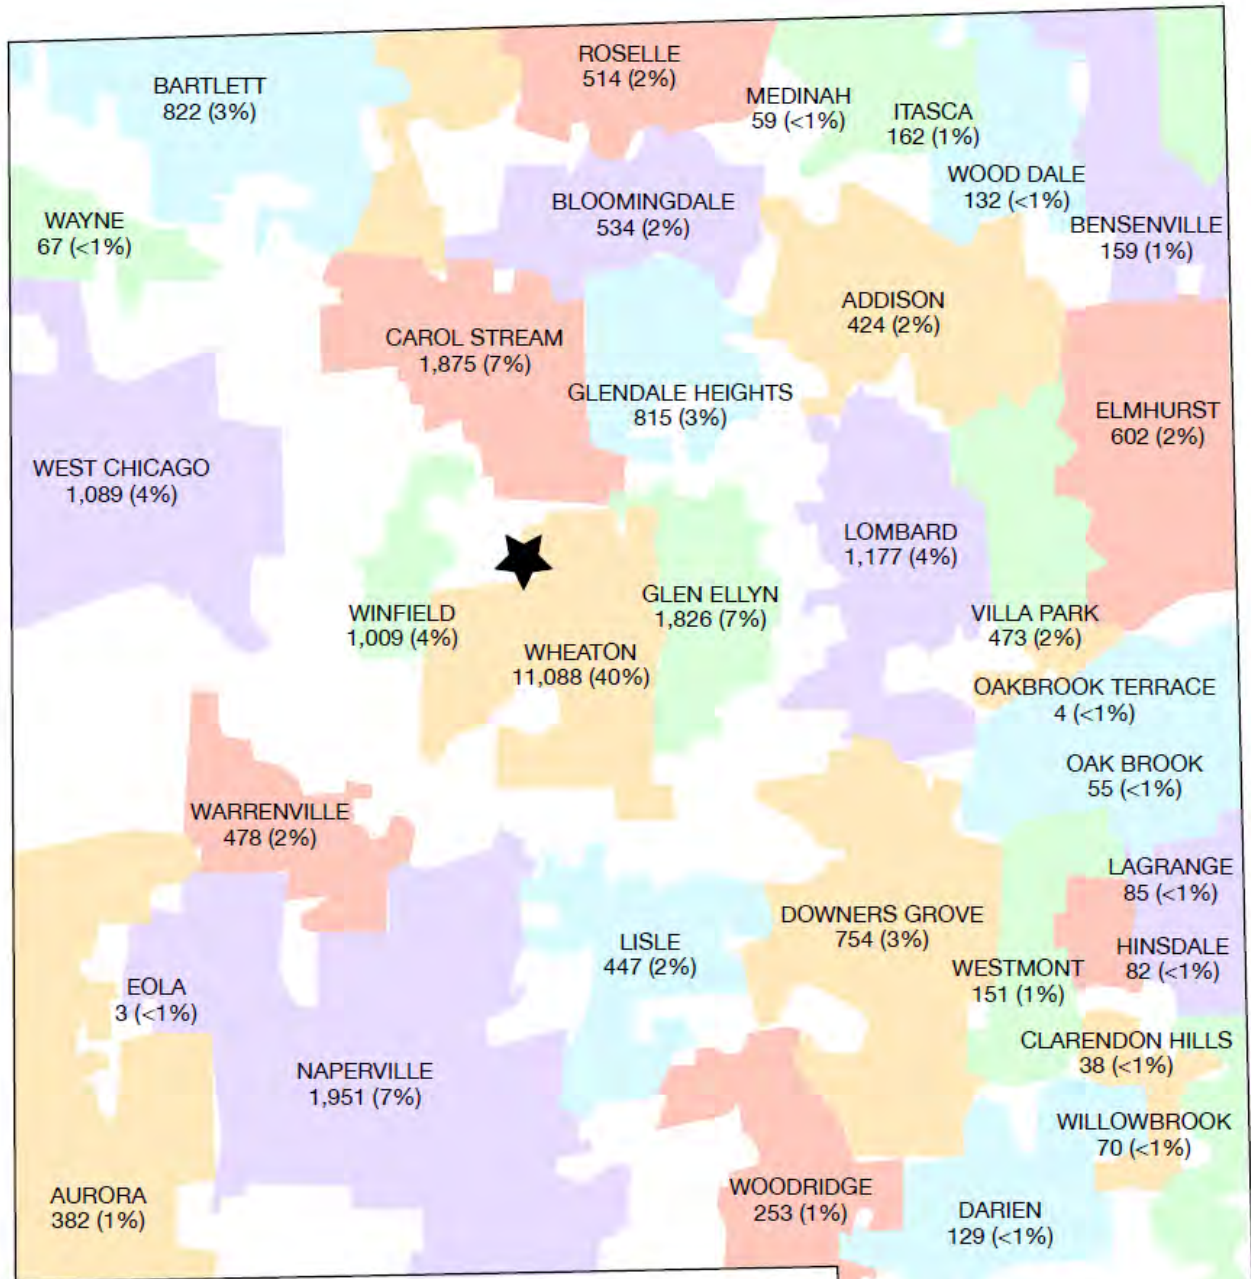 ROSELLE
514 (2%)
BARTLETT
822 (3%)
MEDINAH
59 (<1%)
ITASCA
162 (1%)
WOOD DALE
132 (<1%)
BLOOMINGDALE
534 (2%)
WAYNE
67 (<1%)
BENSENVILLE
159 (1%)
ADDISON
424 (2%)
CAROL STREAM
1,875 (7%)
GLENDALE HEIGHTS
815 (3%)
ELMHURST
602 (2%)
WEST CHICAGO
1,089 (4%)
LOMBARD
1,177 (4%)
GLEN ELLYN
1,826 (7%)
WINFIELD
1,009 (4%)
VILLA PARK
473 (2%)
WHEATON
11,088 (40%)
OAKBROOK TERRACE
4 (<1%)
OAK BROOK
55 (<1%)
WARRENVILLE
478 (2%)
LAGRANGE
85 (<1%)
DOWNERS GROVE
754 (3%)
LISLE
447 (2%)
HINSDALE
82 (<1%)
WESTMONT
151 (1%)
EOLA
3 (<1%)
CLARENDON HILLS
38 (<1%)
NAPERVILLE
1,951 (7%)
WILLOWBROOK
70 (<1%)
WOODRIDGE
253 (1%)
AURORA
382 (1%)
DARIEN
129 (<1%)